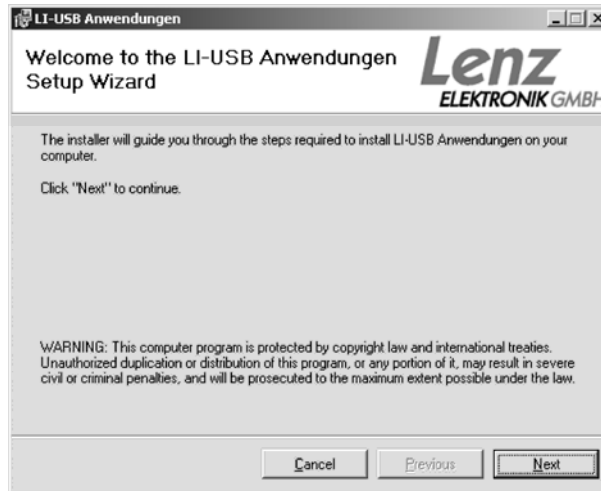 LI-USB Anwendungen
Welcome to the LI-USB Anwendungen
Setup Wizard
Lenz
ELEKTRONIK GMBH
The installer will guide you through the steps required to install LI-USB Anwendungen on your
computer.
Click "Next" to continue.
WARNING: This computer program is protected by copyright law and international treaties.
Unauthorized duplication or distribution of this program, or any portion of it, may result in severe
civil or criminal penalties, and will be prosecuted to the maximum extent possible under the law.
Cancel
Previous
Next